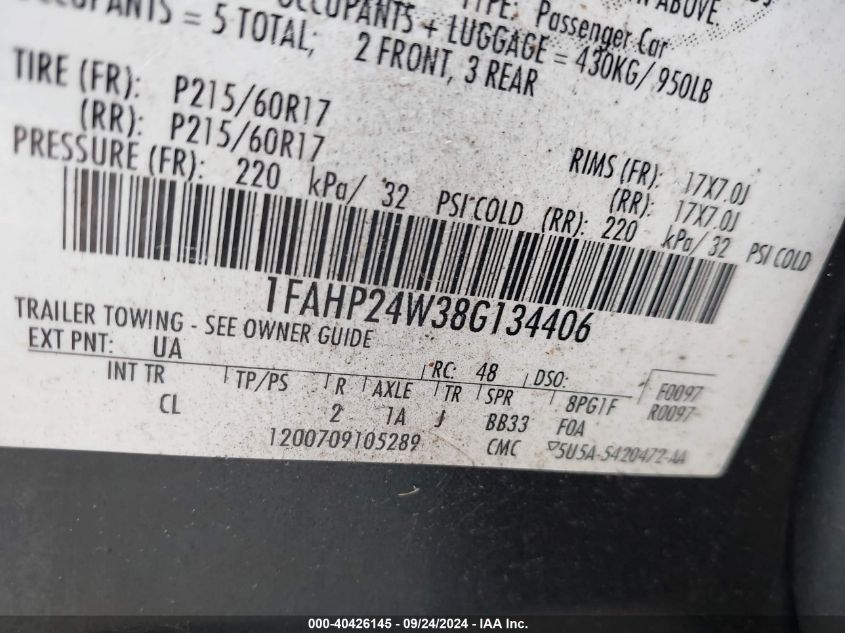 TYPE: Passenger Car
ABOVE.
OCCUPANTS + LUGGAGE = 430KG/ 950LB
OCCUPANTS = 5 TOTAL; 2 FRONT, 3 REAR
TIRE (FR): P215/60R17
(RR): P215/60R17
RIMS (FR): 17X7.0J
(RR): 17X7.0J
PRESSURE (FR): 220 kPa/ 32 PSI COLD (RR): 220 kPa/ 32 PSI COLD
1FAHP24W38G134406
TRAILER TOWING - SEE OWNER GUIDE
EXT PNT: UA RC: 48 DSO:
INT TR TP/PS R AXLE TR SPR 8PG1F F0097
CL 2 1A J BB33 F0A R0097
1200709105289 CMC 5U5A-5420472-AA
000-40426145 - 09/24/2024 - IAA Inc.